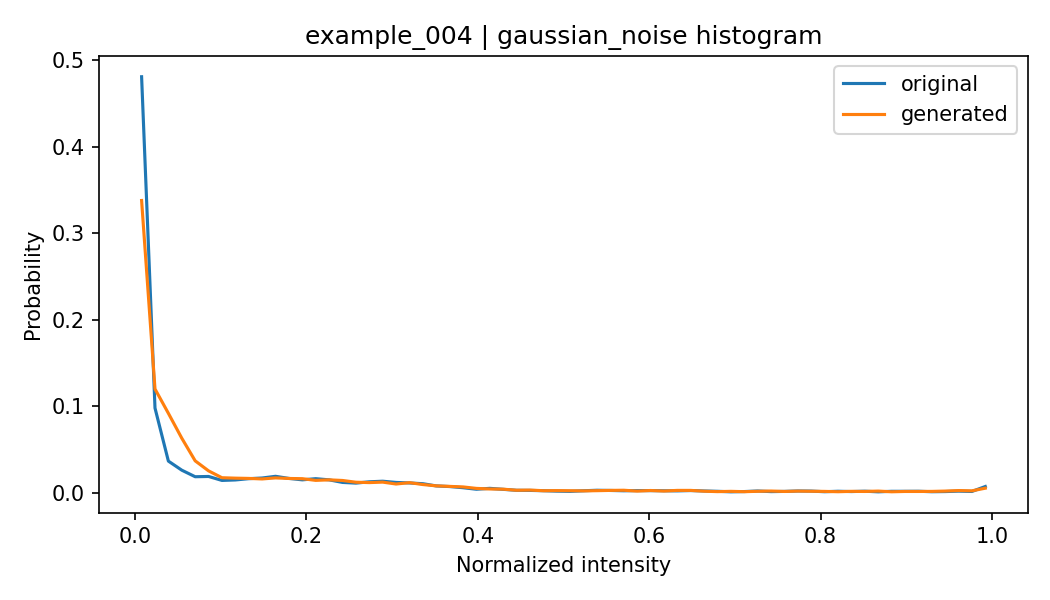 example_004 | gaussian_noise histogram
original
generated
0.5
0.4
0.3
0.2
0.1
0.0
Probability
0.0 0.2 0.4 0.6 0.8 1.0
Normalized intensity